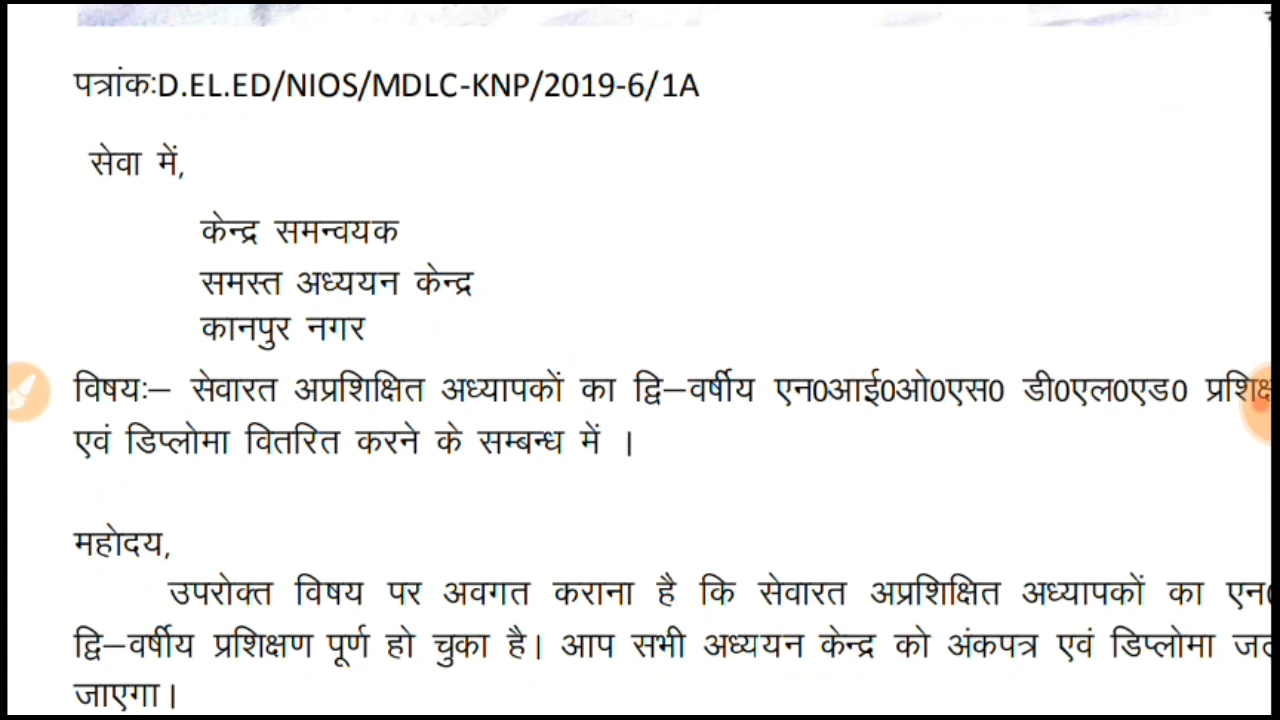 पत्रांकः D.EL.ED/NIOS/MDLC-KNP/2019-6/1A
सेवा में,
केन्द्र समन्वयक
समस्त अध्ययन केन्द्र
कानपुर नगर
विषयः– सेवारत अप्रशिक्षित अध्यापकों का द्वि–वर्षीय एन0आई0ओ0एस0 डी0एल0एड0
एवं डिप्लोमा वितरित करने के सम्बन्ध में ।
महोदय,
उपरोक्त विषय पर अवगत कराना है कि सेवारत अप्रशिक्षित अध्यापकों का
द्वि–वर्षीय प्रशिक्षण पूर्ण हो चुका है। आप सभी अध्ययन केन्द्र को अंकपत्र एवं डिप्लोमा
जाएगा।